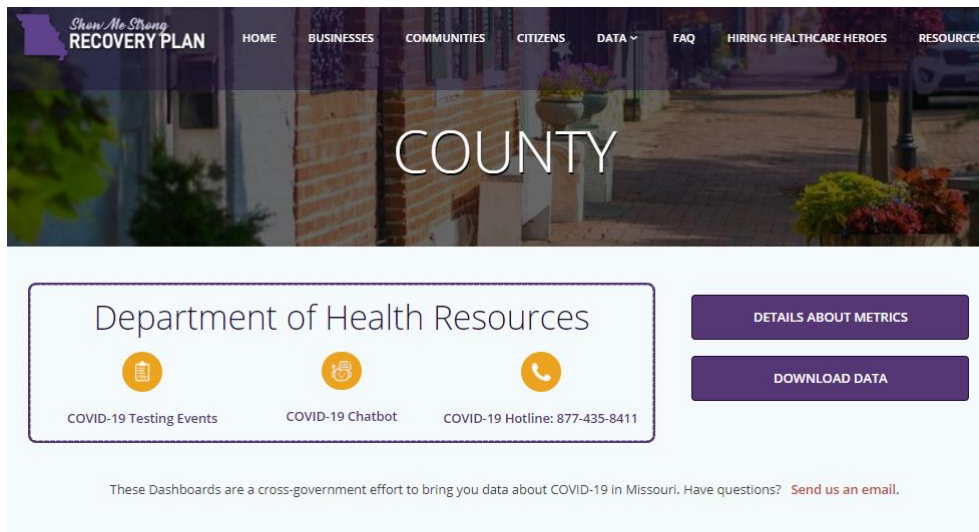 Show Me Strong
RECOVERY PLAN
HOME BUSINESSES COMMUNITIES CITIZENS DATA FAQ HIRING HEALTHCARE HEROES RESOURCES
COUNTY
Department of Health Resources
COVID-19 Testing Events COVID-19 Chatbot COVID-19 Hotline: 877-435-8411
DETAILS ABOUT METRICS
DOWNLOAD DATA
These Dashboards are a cross-government effort to bring you data about COVID-19 in Missouri. Have questions? Send us an email.